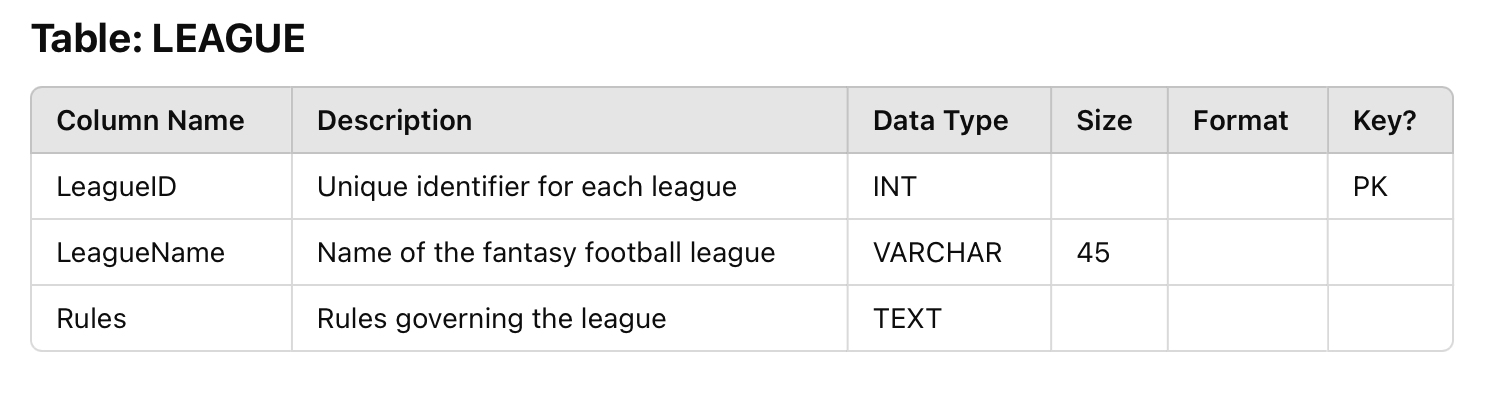 Table: LEAGUE
Column Name Description Data Type Size Format Key?
LeagueID Unique identifier for each league INT PK
LeagueName Name of the fantasy football league VARCHAR 45
Rules Rules governing the league TEXT